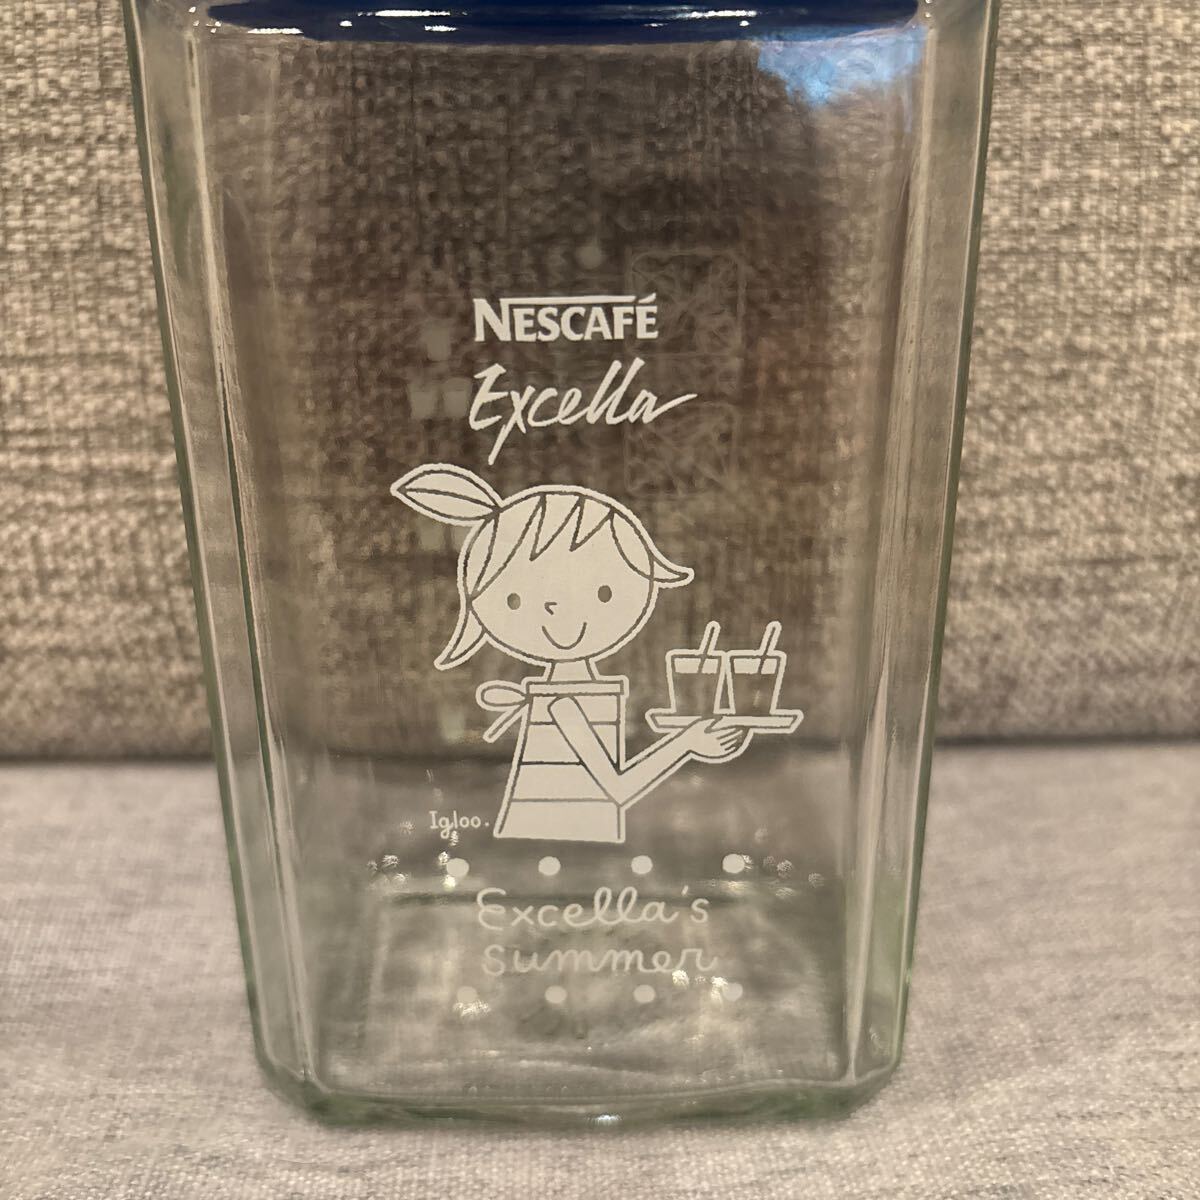 NESCAFÉ
Excella
Igloo.
Excella's
Summer